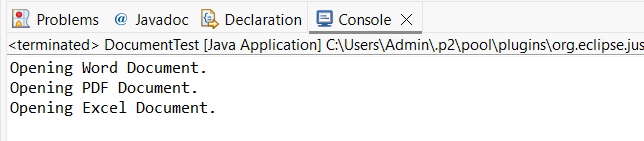 Problems @ Javadoc Declaration Console
<terminated> DocumentTest [Java Application] C:\Users\Admin\.p2\pool\plugins\org.eclipse.jus
Opening Word Document.
Opening PDF Document.
Opening Excel Document.